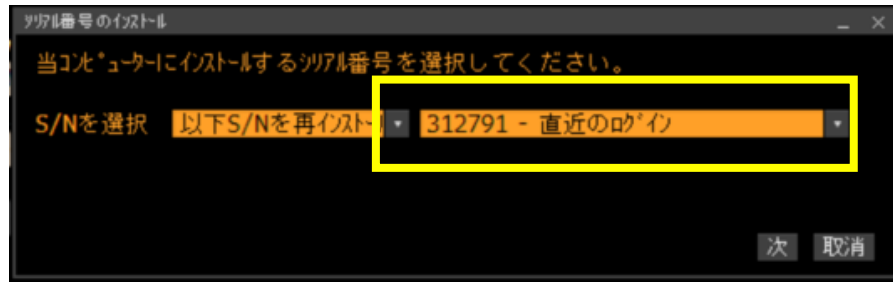 ｼﾘｱﾙ番号のｲﾝｽﾄｰﾙ
当ｺﾝﾋﾟｭｰﾀｰにｲﾝｽﾄｰﾙするｼﾘｱﾙ番号を選択してください。
S/Nを選択 以下S/Nを再ｲﾝｽﾄｰﾙ 312791 - 直近のﾛｸﾞｲﾝ
次 取消